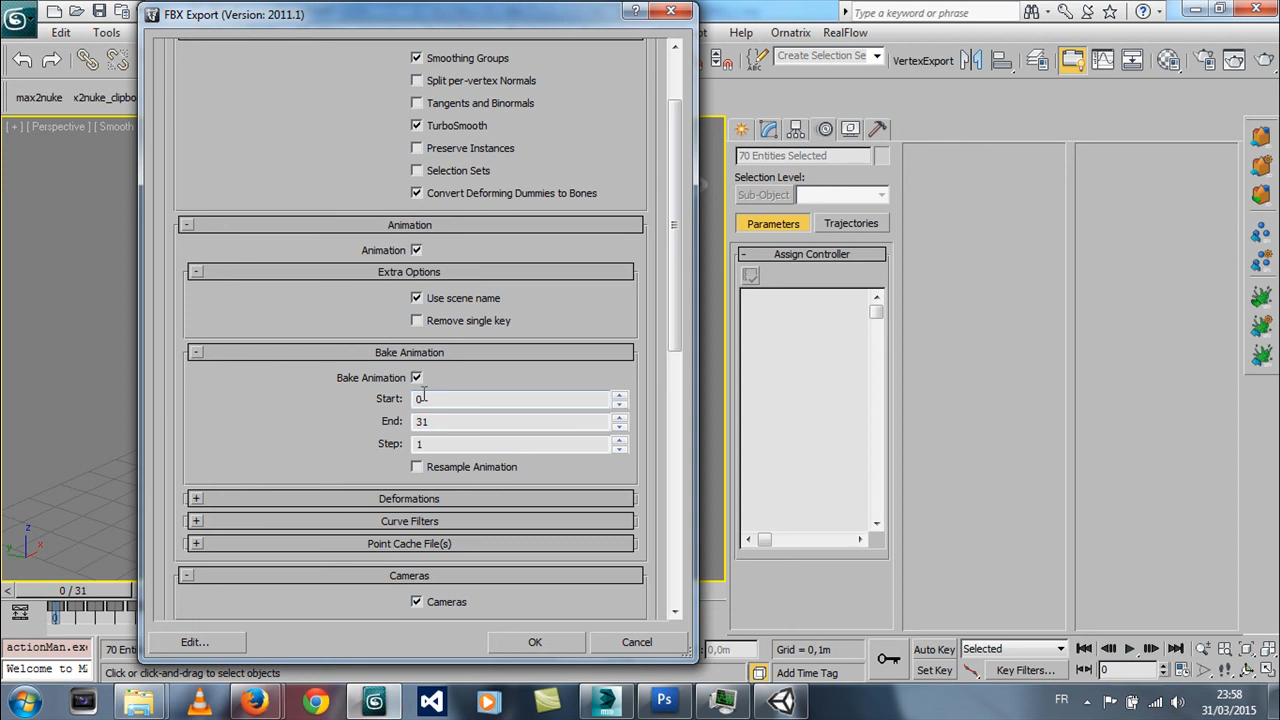 FBX Export (Version: 2011.1)
?
Type a keyword or phrase
Edit
Tools
Help
Ornatrix
RealFlow
Create Selection Se
VertexExport
ABC
max2nuke
x2nuke_clipbo
[ + ] [ Perspective ] [ Smooth
Smoothing Groups
Split per-vertex Normals
Tangents and Binormals
TurboSmooth
Preserve Instances
Selection Sets
Convert Deforming Dummies to Bones
- Animation
Animation
- Extra Options
Use scene name
Remove single key
- Bake Animation
Bake Animation
Start: 0
End: 31
Step: 1
Resample Animation
+ Deformations
+ Curve Filters
+ Point Cache File(s)
- Cameras
Cameras
Edit...
OK
Cancel
70 Entities Selected
Selection Level:
Sub-Object
Parameters
Trajectories
- Assign Controller
z
y
x
< 0 / 31
0
actionMan.ex
Welcome to M
70 Enti
Click or click-and-drag to select objects
0,0m
Grid = 0,1m
Add Time Tag
Auto Key
Selected
Set Key
Key Filters...
0
Ps
FR
23:58
31/03/2015